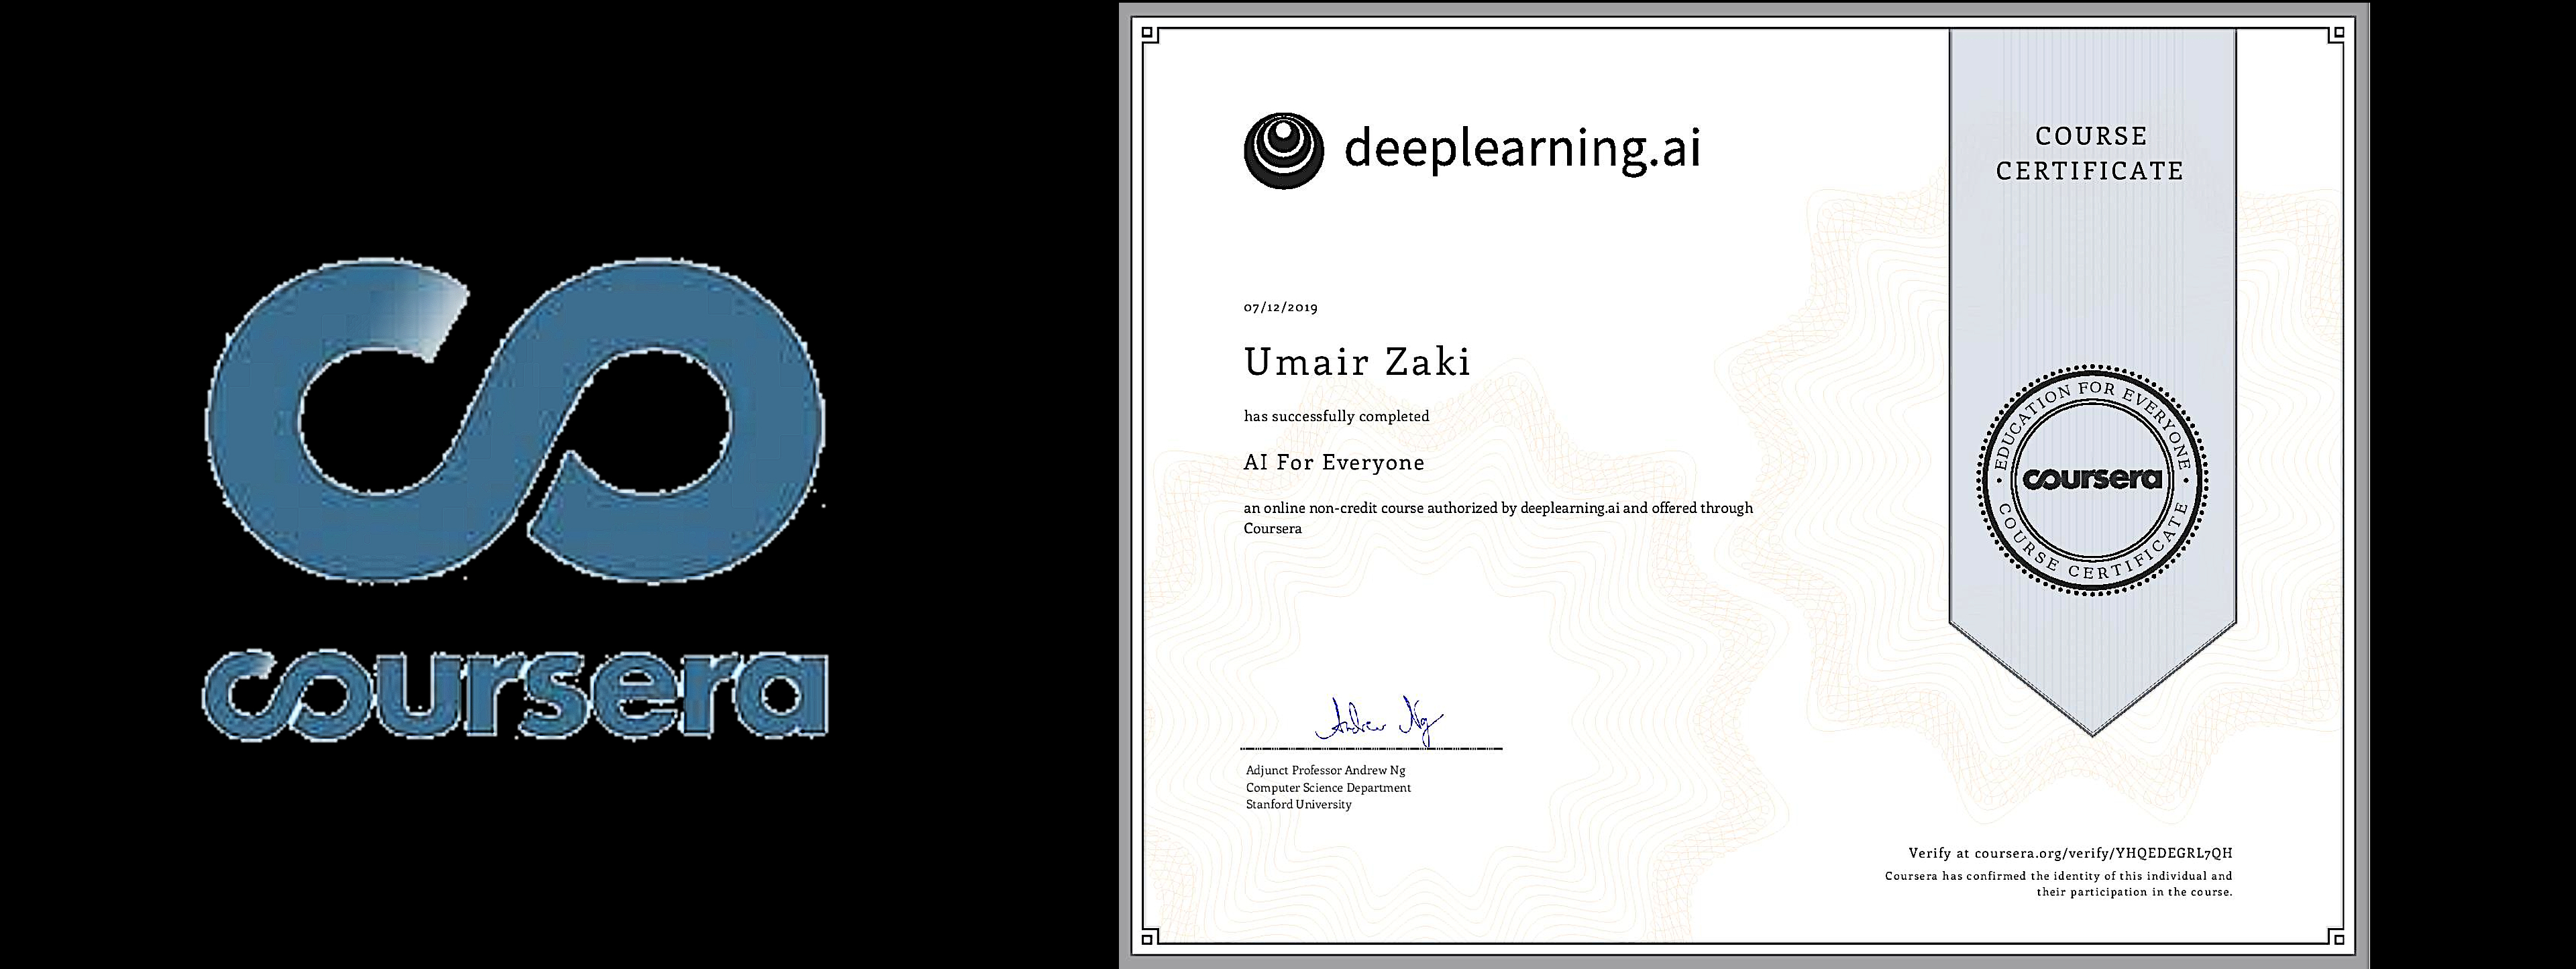 coursera
deeplearning.ai
COURSE
CERTIFICATE
07/12/2019
Umair Zaki
has successfully completed
AI For Everyone
an online non-credit course authorized by deeplearning.ai and offered through
Coursera
EDUCATION FOR EVERYONE
coursera
COURSE CERTIFICATE
Andrew Ng
Adjunct Professor Andrew Ng
Computer Science Department
Stanford University
Verify at coursera.org/verify/YHQEDEGRL7QH
Coursera has confirmed the identity of this individual and
their participation in the course.